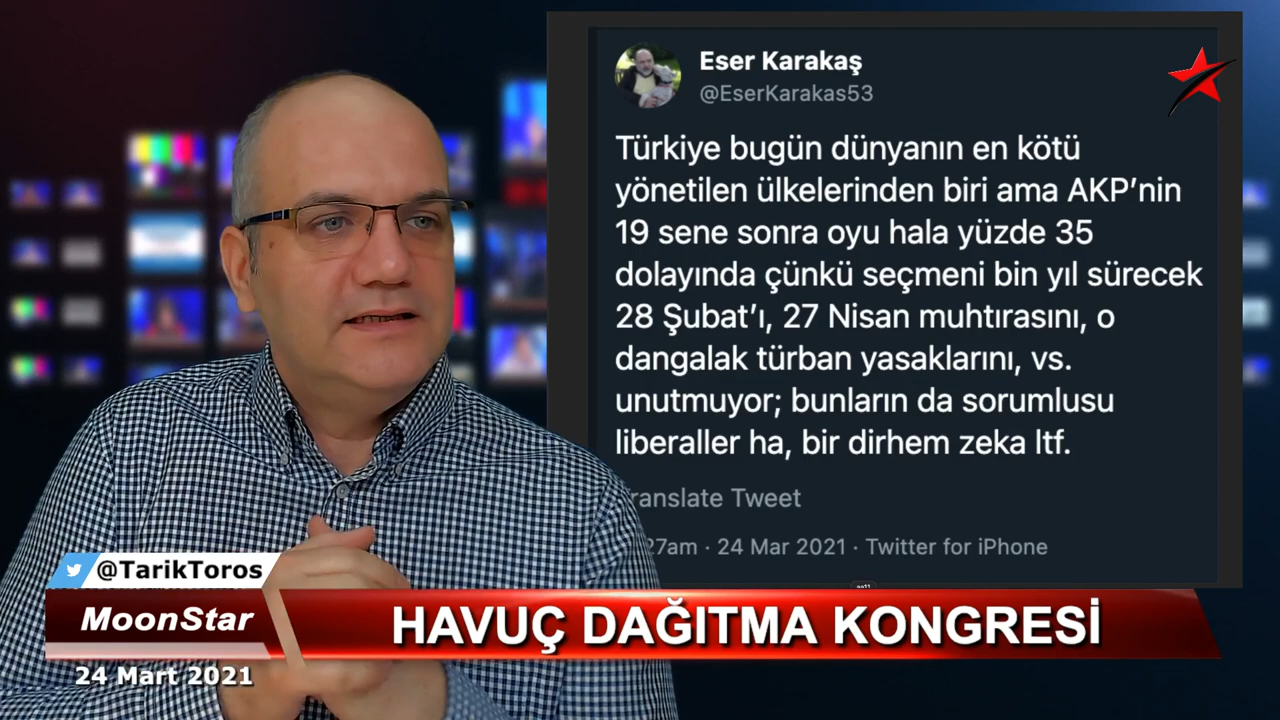 Eser Karakaş
@EserKarakas53
Türkiye bugün dünyanın en kötü
yönetilen ülkelerinden biri ama AKP’nin
19 sene sonra oyu hala yüzde 35
dolayında çünkü seçmeni bin yıl sürecek
28 Şubat’ı, 27 Nisan muhtırasını, o
dangalak türban yasaklarını, vs.
unutmuyor; bunların da sorumlusu
liberaller ha, bir dirhem zeka ltf.
ranslate Tweet
27am · 24 Mar 2021 · Twitter for iPhone
@TarikToros
MoonStar
HAVUÇ DAĞITMA KONGRESİ
24 Mart 2021